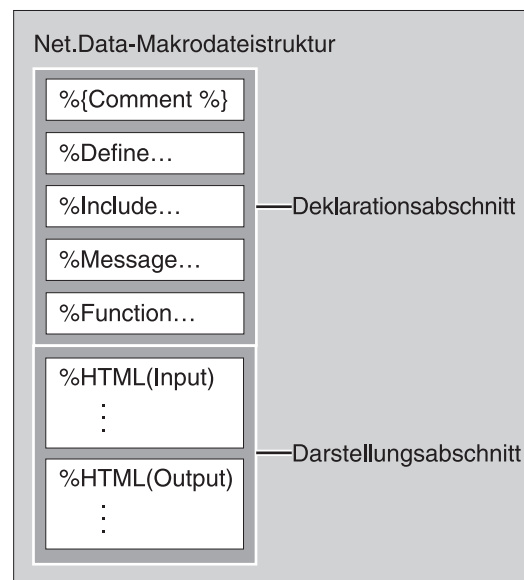 Net.Data-Makrodateistruktur
%{Comment %}
%Define…
%Include…
Deklarationsabschnitt
%Message…
%Function…
%HTML(Input)
⋮
Darstellungsabschnitt
%HTML(Output)
⋮